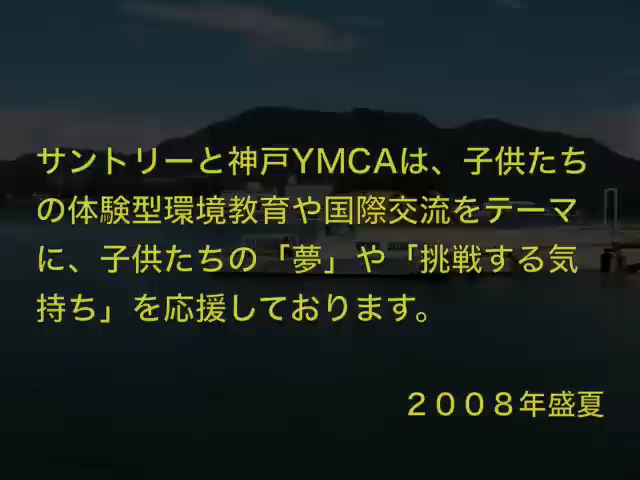 サントリーと神戸YMCAは、子供たち
の体験型環境教育や国際交流をテーマ
に、子供たちの「夢」や「挑戦する気
持ち」を応援しております。
２００８年盛夏